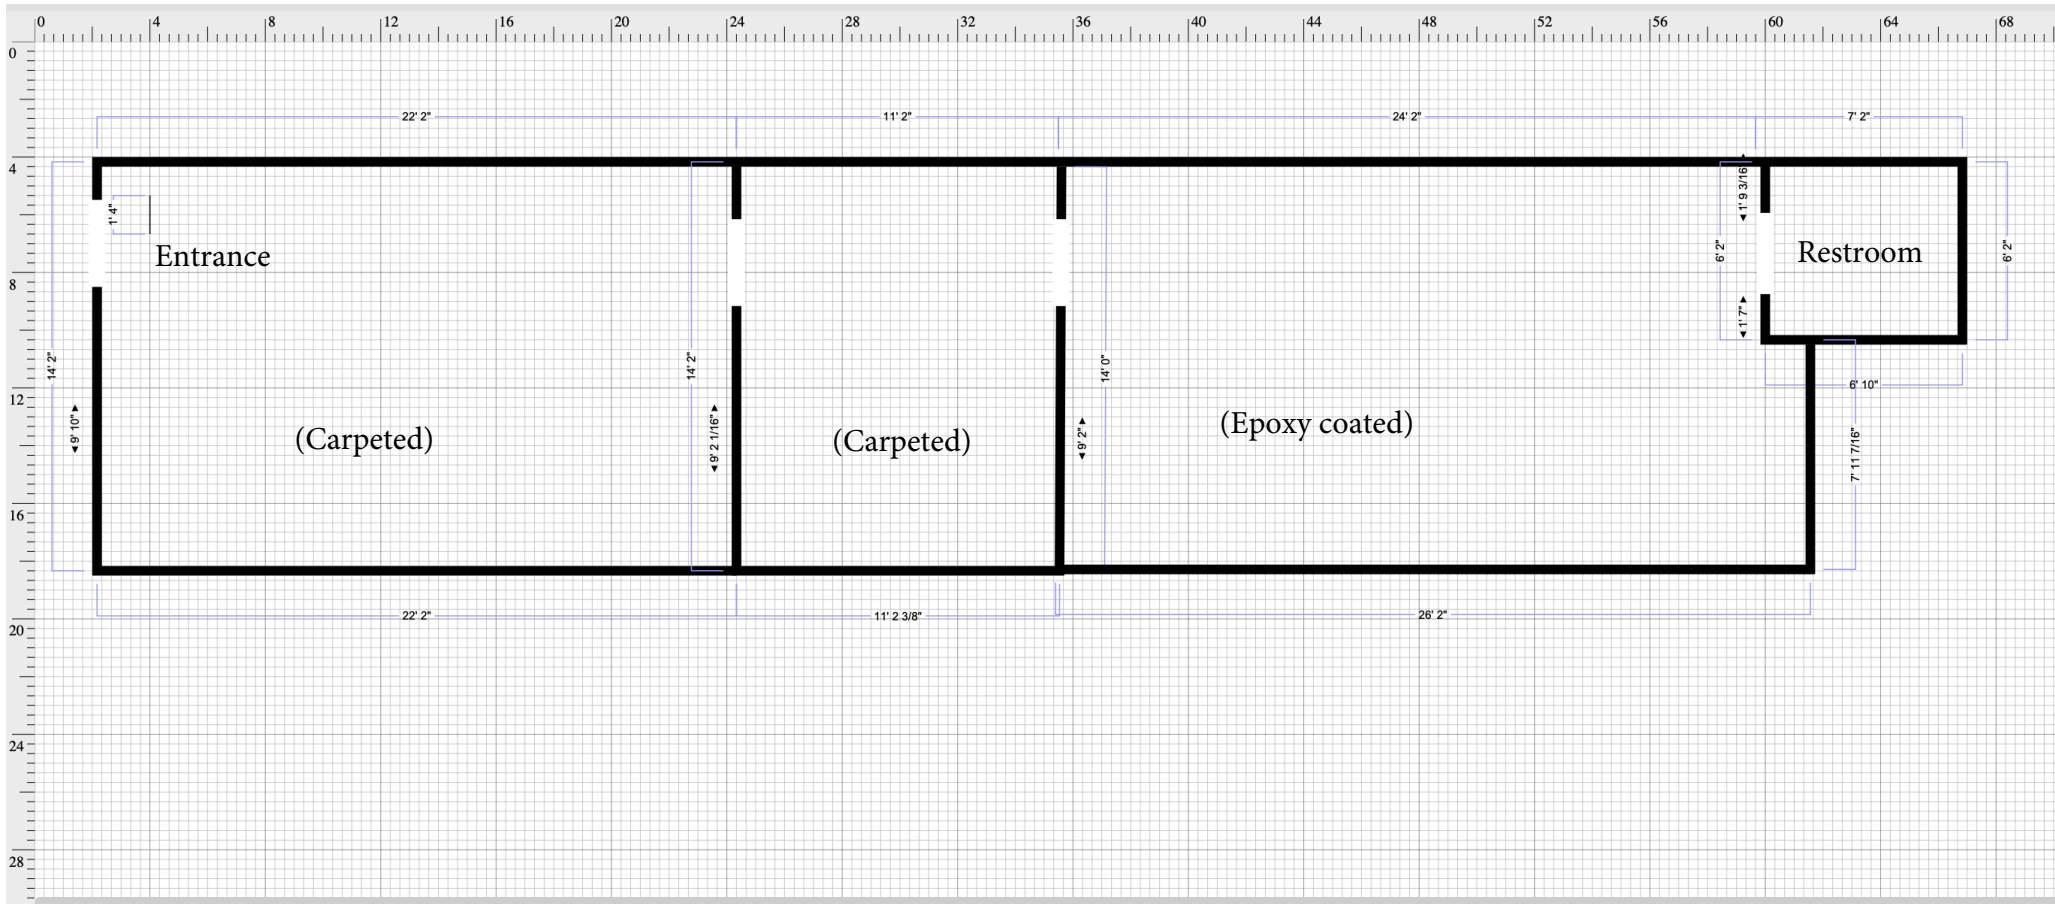 0 4 8 12 16 20 24 28 32 36 40 44 48 52 56 60 64 68
0
22' 2" 11' 2" 24' 2" 7' 2"
4
1' 9 3/16"
1' 4"
Entrance
6' 2"
Restroom
6' 2"
8
1' 7"
14' 2"
14' 2"
14' 0"
6' 10"
12
9' 10"
(Carpeted)
9' 2 1/16"
(Carpeted)
9' 2"
(Epoxy coated)
7' 11 7/16"
16
22' 2" 11' 2 3/8" 26' 2"
20
24
28